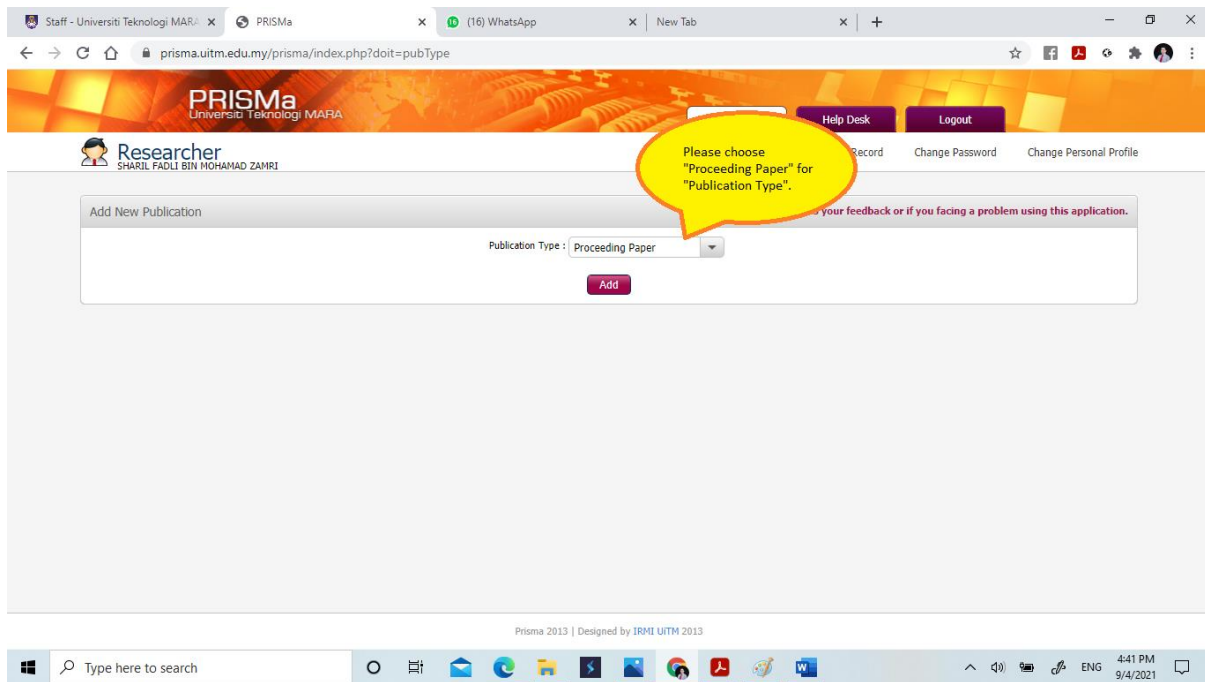 Staff - Universiti Teknologi MARA
PRISMa
(16) WhatsApp
New Tab
prisma.uitm.edu.my/prisma/index.php?doit=pubType
PRISMa
Universiti Teknologi MARA
Help Desk
Logout
Researcher
SHARIL FADLI BIN MOHAMAD ZAMRI
Record
Change Password
Change Personal Profile
Please choose
"Proceeding Paper" for
"Publication Type".
Add New Publication
your feedback or if you facing a problem using this application.
Publication Type :
Proceeding Paper
Add
Prisma 2013 | Designed by IRMI UiTM 2013
Type here to search
ENG
4:41 PM
9/4/2021